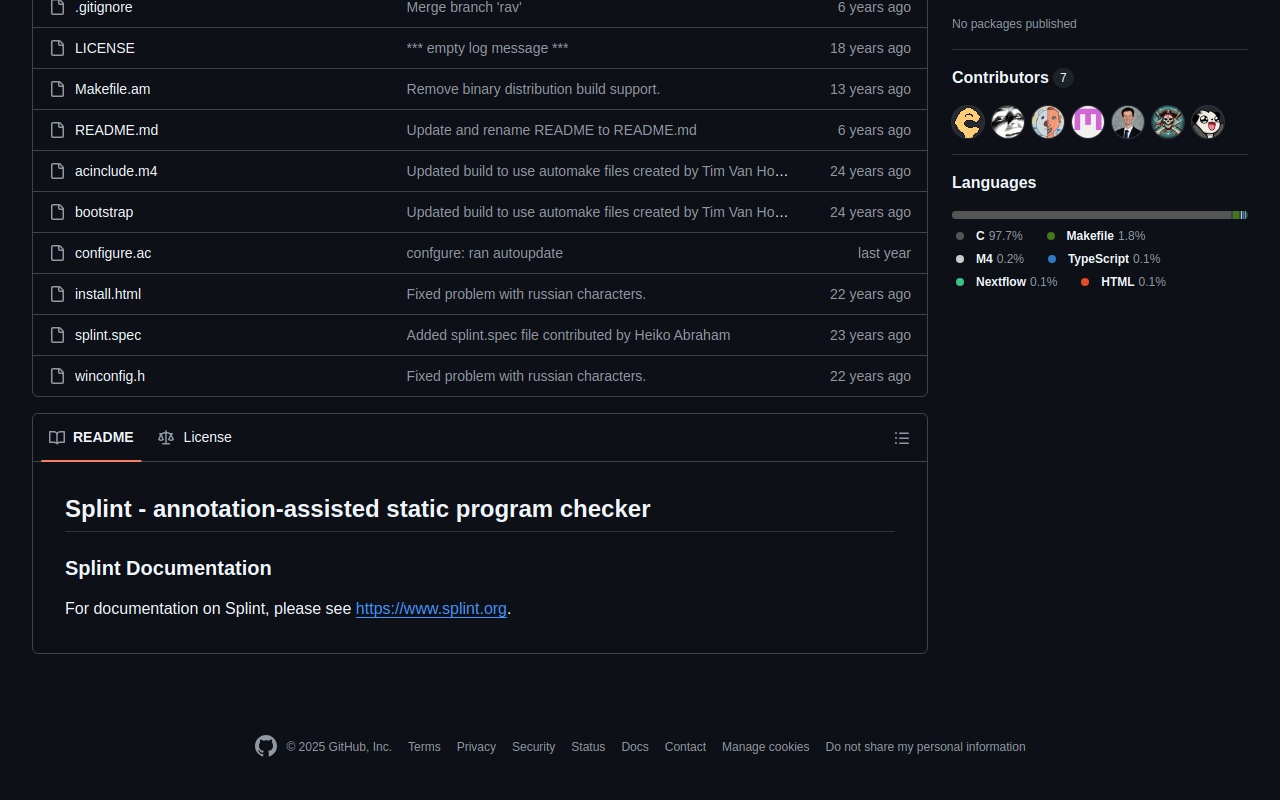 .gitignore Merge branch 'rav' 6 years ago
LICENSE *** empty log message *** 18 years ago
Makefile.am Remove binary distribution build support. 13 years ago
README.md Update and rename README to README.md 6 years ago
acinclude.m4 Updated build to use automake files created by Tim Van Ho... 24 years ago
bootstrap Updated build to use automake files created by Tim Van Ho... 24 years ago
configure.ac confgure: ran autoupdate last year
install.html Fixed problem with russian characters. 22 years ago
splint.spec Added splint.spec file contributed by Heiko Abraham 23 years ago
winconfig.h Fixed problem with russian characters. 22 years ago
README License
Splint - annotation-assisted static program checker
Splint Documentation
For documentation on Splint, please see https://www.splint.org.
No packages published
Contributors 7
Languages
C 97.7% Makefile 1.8%
M4 0.2% TypeScript 0.1%
Nextflow 0.1% HTML 0.1%
© 2025 GitHub, Inc. Terms Privacy Security Status Docs Contact Manage cookies Do not share my personal information